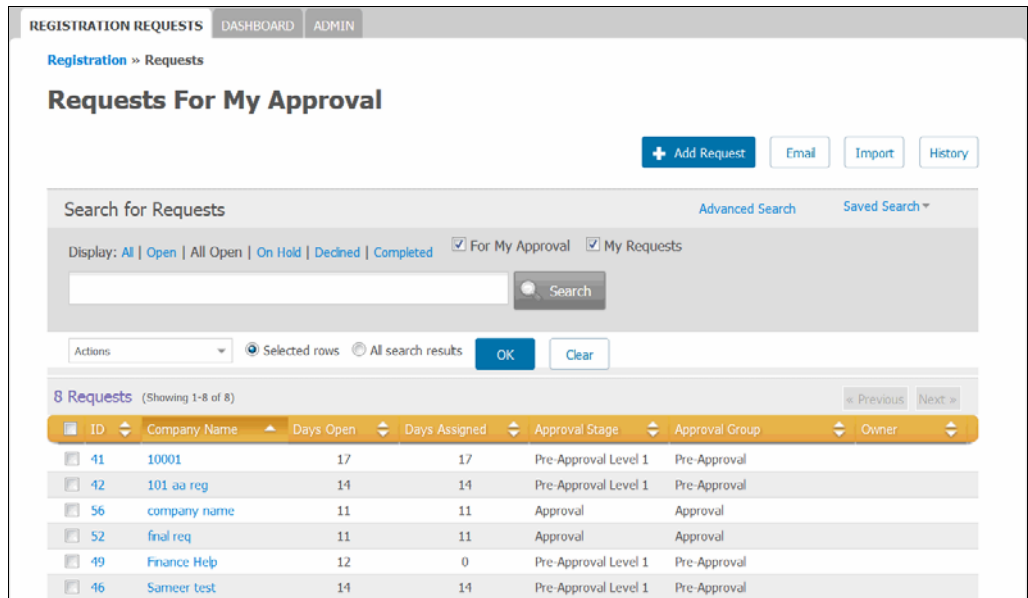 REGISTRATION REQUESTS DASHBOARD ADMIN
Registration » Requests
Requests For My Approval
Add Request Email Import History
Search for Requests Advanced Search Saved Search
Display: All | Open | All Open | On Hold | Declined | Completed For My Approval My Requests
Search
Actions Selected rows All search results OK Clear
8 Requests (Showing 1-8 of 8) « Previous Next »
ID Company Name Days Open Days Assigned Approval Stage Approval Group Owner
41 10001 17 17 Pre-Approval Level 1 Pre-Approval
42 101 aa reg 14 14 Pre-Approval Level 1 Pre-Approval
56 company name 11 11 Approval Approval
52 final req 11 11 Approval Approval
49 Finance Help 12 0 Pre-Approval Level 1 Pre-Approval
46 Sameer test 14 14 Pre-Approval Level 1 Pre-Approval